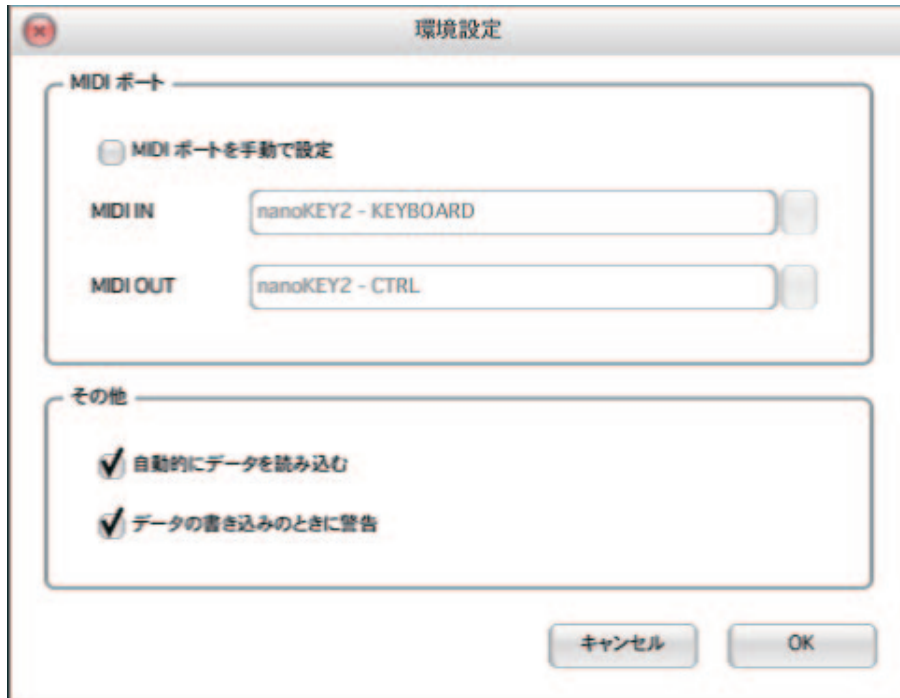 環境設定
MIDI ポート
MIDI ポートを手動で設定
MIDI IN nanoKEY2 - KEYBOARD
MIDI OUT nanoKEY2 - CTRL
その他
自動的にデータを読み込む
データの書き込みのときに警告
キャンセル OK